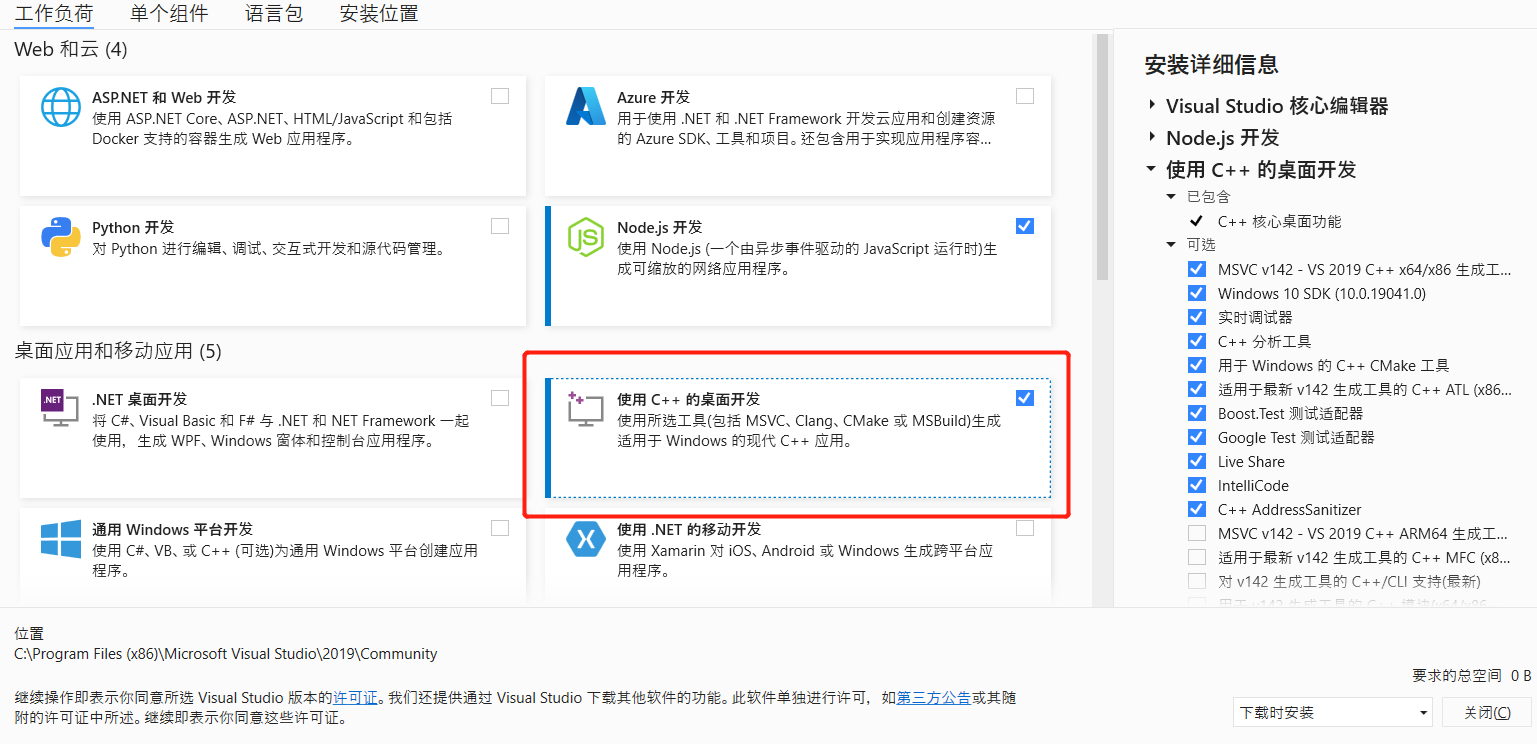 工作负荷 单个组件 语言包 安装位置
Web 和云 (4)
ASP.NET 和 Web 开发
使用 ASP.NET Core、ASP.NET、HTML/JavaScript 和包括
Docker 支持的容器生成 Web 应用程序。
Azure 开发
用于使用 .NET 和 .NET Framework 开发云应用和创建资源
的 Azure SDK、工具和项目。还包含用于实现应用程序容...
Python 开发
对 Python 进行编辑、调试、交互式开发和源代码管理。
Node.js 开发
使用 Node.js (一个由异步事件驱动的 JavaScript 运行时)生
成可缩放的网络应用程序。
JS
桌面应用和移动应用 (5)
.NET
.NET 桌面开发
将 C#、Visual Basic 和 F# 与 .NET 和 NET Framework 一起
使用，生成 WPF、Windows 窗体和控制台应用程序。
使用 C++ 的桌面开发
使用所选工具(包括 MSVC、Clang、CMake 或 MSBuild)生成
适用于 Windows 的现代 C++ 应用。
通用 Windows 平台开发
使用 C#、VB、或 C++ (可选)为通用 Windows 平台创建应用
程序。
使用 .NET 的移动开发
使用 Xamarin 对 iOS、Android 或 Windows 生成跨平台应
用程序。
安装详细信息
Visual Studio 核心编辑器
Node.js 开发
使用 C++ 的桌面开发
已包含
C++ 核心桌面功能
可选
MSVC v142 - VS 2019 C++ x64/x86 生成工...
Windows 10 SDK (10.0.19041.0)
实时调试器
C++ 分析工具
用于 Windows 的 C++ CMake 工具
适用于最新 v142 生成工具的 C++ ATL (x86...
Boost.Test 测试适配器
Google Test 测试适配器
Live Share
IntelliCode
C++ AddressSanitizer
MSVC v142 - VS 2019 C++ ARM64 生成工...
适用于最新 v142 生成工具的 C++ MFC (x8...
对 v142 生成工具的 C++/CLI 支持(最新)
位置
C:\Program Files (x86)\Microsoft Visual Studio\2019\Community
继续操作即表示你同意所选 Visual Studio 版本的许可证。我们还提供通过 Visual Studio 下载其他软件的功能。此软件单独进行许可，如第三方公告或其随
附的许可证中所述。继续即表示你同意这些许可证。
要求的总空间 0 B
下载时安装
关闭(C)